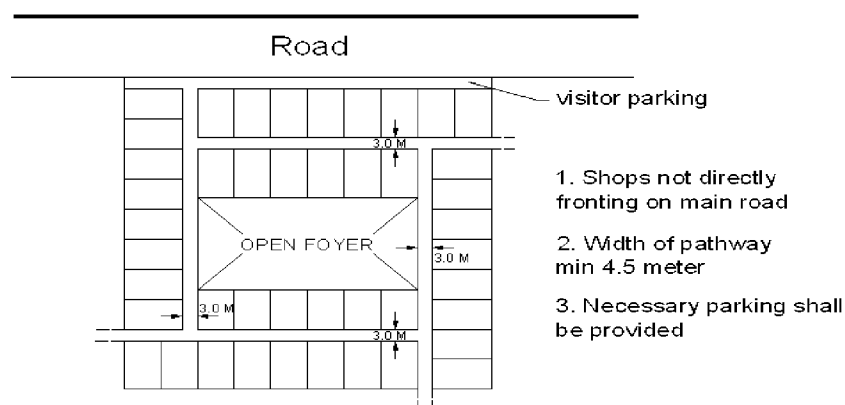 Road
visitor parking
3.0 M
1. Shops not directly
fronting on main road
OPEN FOYER
2. Width of pathway
min 4.5 meter
3.0 M
3.0 M
3. Necessary parking shall
be provided
3.0 M